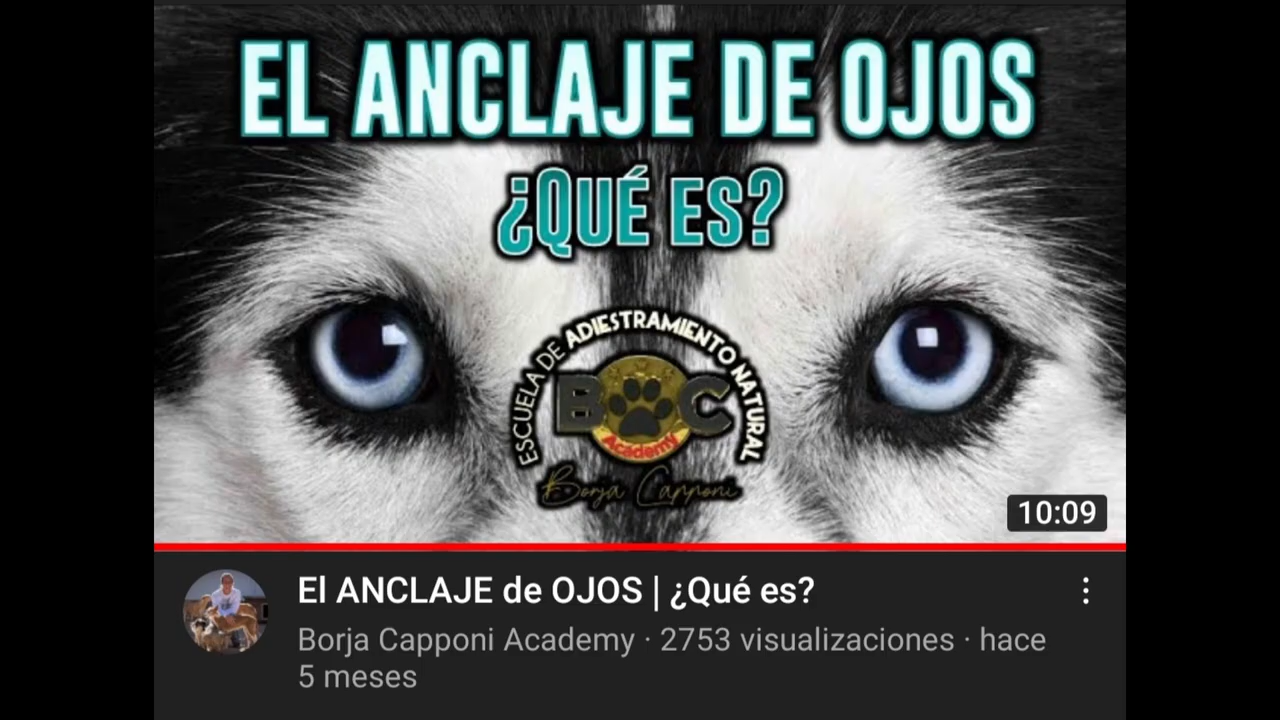 EL ANCLAJE DE OJOS
¿QUÉ ES?
ESCUELA DE ADIESTRAMIENTO NATURAL
BC
Academy
Borja Capponi
10:09
El ANCLAJE de OJOS | ¿Qué es?
Borja Capponi Academy · 2753 visualizaciones · hace
5 meses